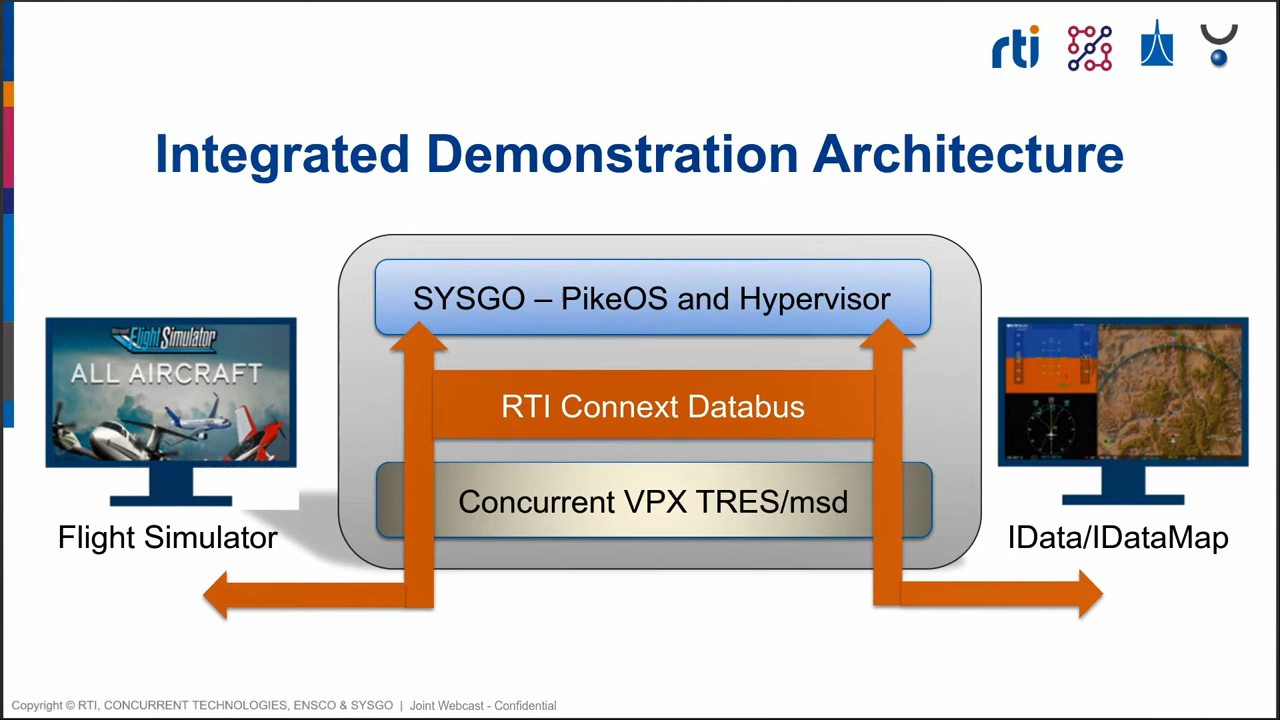 rti
Integrated Demonstration Architecture
SYSGO – PikeOS and Hypervisor
Microsoft
Flight Simulator
ALL AIRCRAFT
RTI Connext Databus
Concurrent VPX TRES/msd
Flight Simulator
IData/IDataMap
Copyright © RTI, CONCURRENT TECHNOLOGIES, ENSCO & SYSGO | Joint Webcast - Confidential